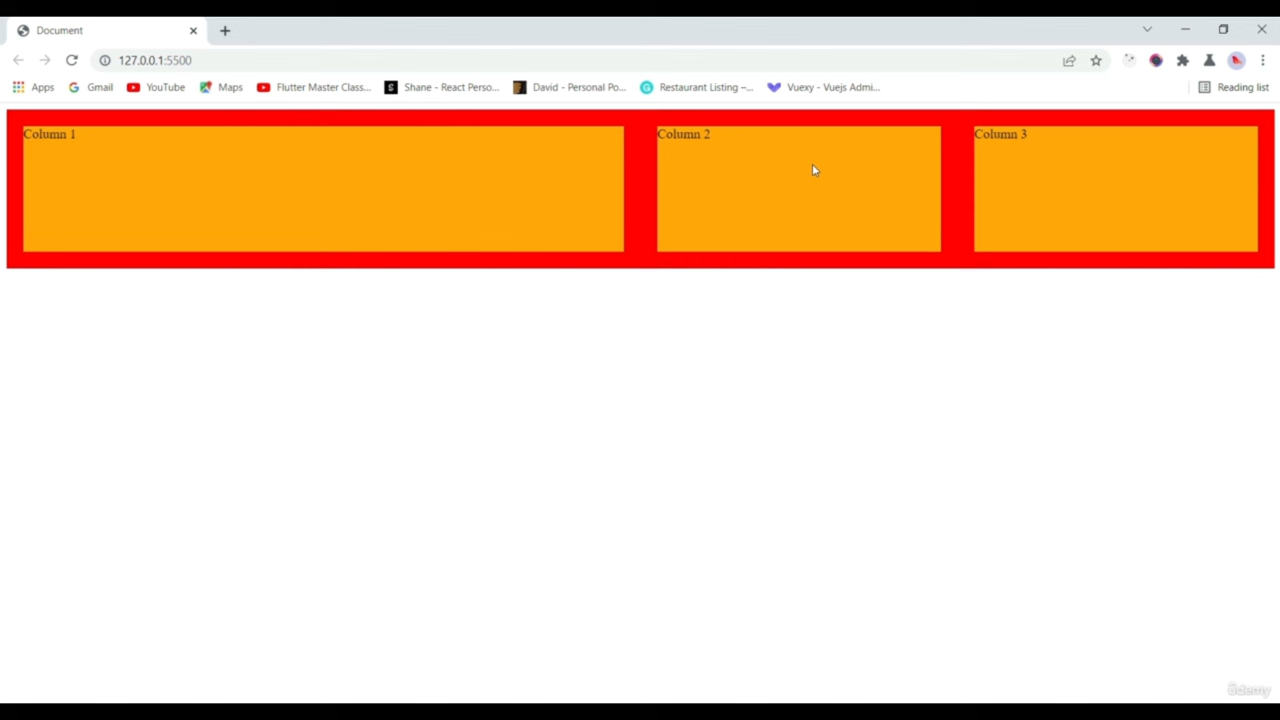 Document
127.0.0.1:5500
Apps
Gmail
YouTube
Maps
Flutter Master Class...
Shane - React Perso...
David - Personal Po...
Restaurant Listing –...
Vuexy - Vuejs Admi...
Reading list
Column 1
Column 2
Column 3
ûdemy